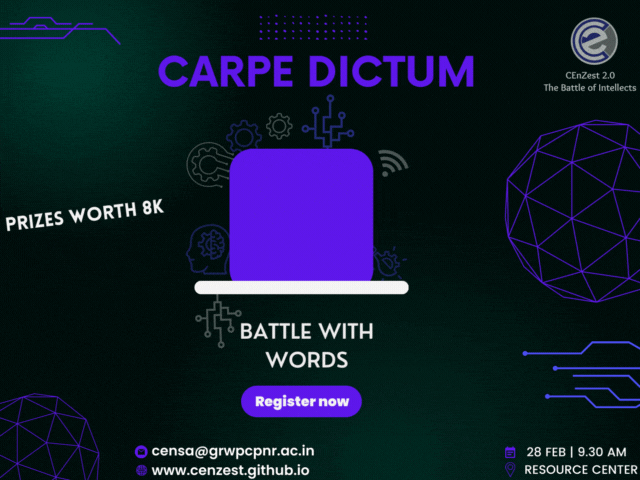 CARPE DICTUM
CEnZest 2.0
The Battle of Intellects
PRIZES WORTH 8K
BATTLE WITH
WORDS
Register now
censa@grwpcpnr.ac.in
www.cenzest.github.io
28 FEB | 9.30 AM
RESOURCE CENTER